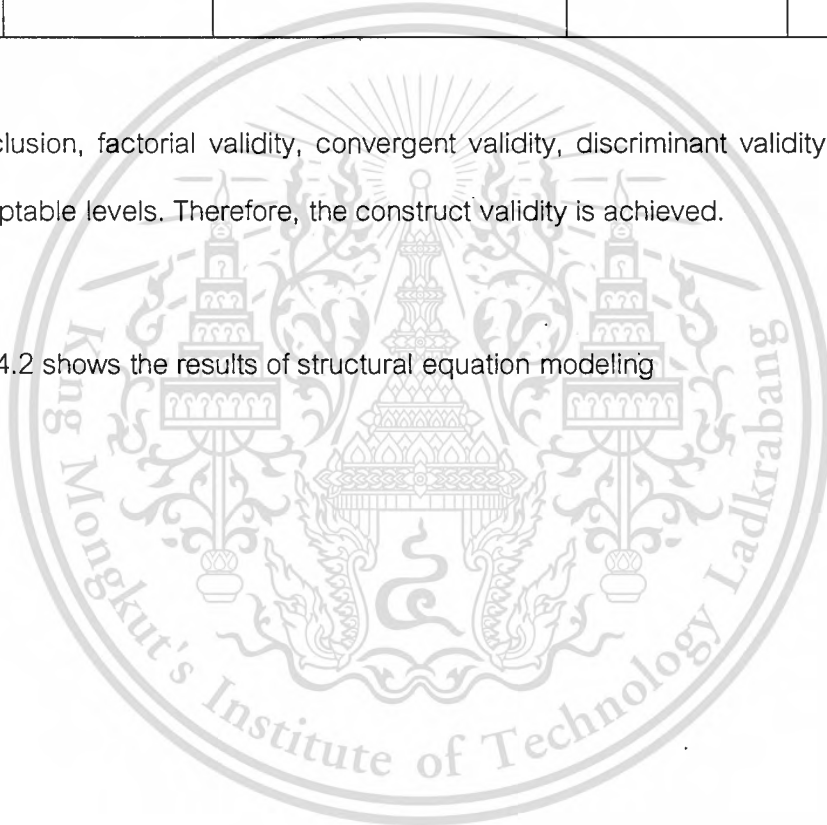 clusion, factorial validity, convergent validity, discriminant validity
ptable levels. Therefore, the construct validity is achieved.
4.2 shows the results of structural equation modeling
King Mongkut's Institute of Technology Ladkrabang